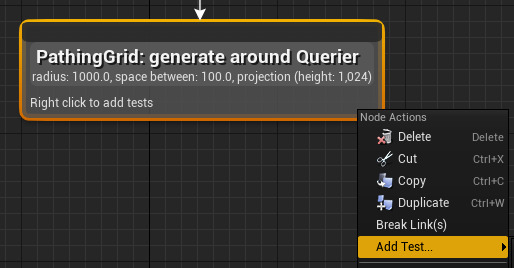 PathingGrid: generate around Querier
radius: 1000.0, space between: 100.0, projection (height: 1,024)
Right click to add tests
Node Actions
Delete Delete
Cut Ctrl+X
Copy Ctrl+C
Duplicate Ctrl+W
Break Link(s)
Add Test...